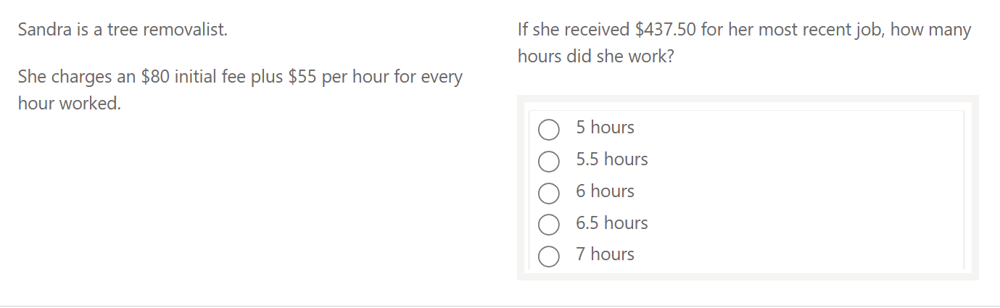 Sandra is a tree removalist.
She charges an $80 initial fee plus $55 per hour for every
hour worked.
If she received $437.50 for her most recent job, how many
hours did she work?
5 hours
5.5 hours
6 hours
6.5 hours
7 hours